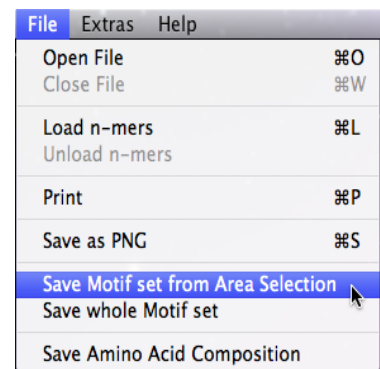 File Extras Help
Open File ⌘O
Close File ⌘W
Load n-mers ⌘L
Unload n-mers
Print ⌘P
Save as PNG ⌘S
Save Motif set from Area Selection
Save whole Motif set
Save Amino Acid Composition